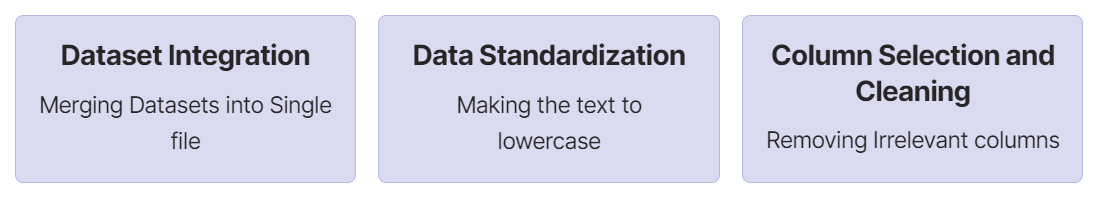 Dataset Integration
Merging Datasets into Single
file
Data Standardization
Making the text to
lowercase
Column Selection and
Cleaning
Removing Irrelevant columns